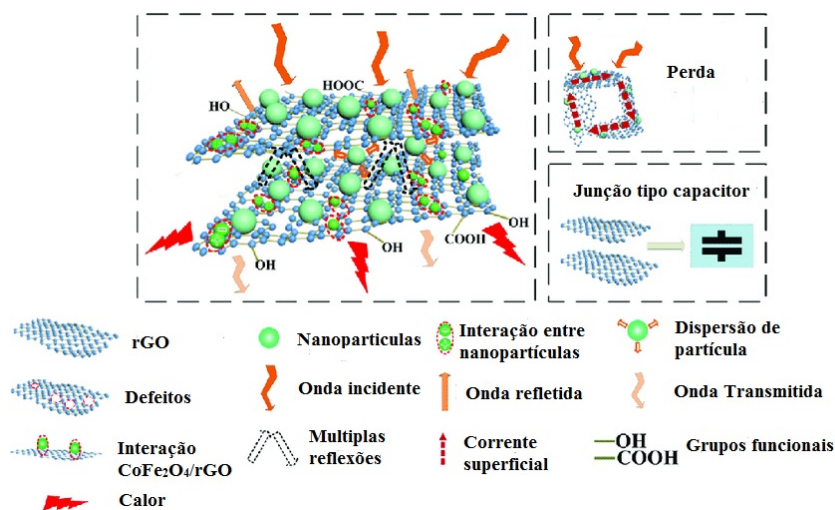 HOOC
HO
OH
COOH
OH
OH
Perda
Junção tipo capacitor
rGO
Nanoparticulas
Interação entre
nanopartículas
Dispersão de
partícula
Defeitos
Onda incidente
Onda refletida
Onda Transmitida
Interação
CoFe₂O₄/rGO
Multiplas
reflexões
Corrente
superficial
OH
COOH
Grupos funcionais
Calor